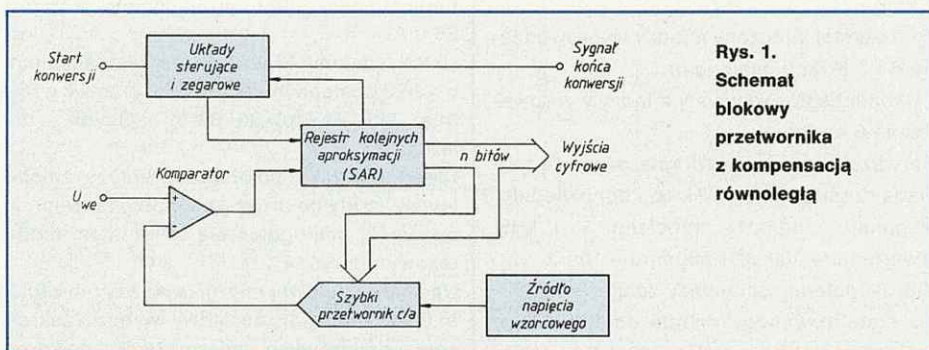 Start
konwersji
Układy
sterujące
i zegarowe
Sygnał
końca
konwersji
Rejestr kolejnych
aproksymacji
(SAR)
n bitów
Wyjścia
cyfrowe
Komparator
U we
+
-
Szybki
przetwornik c/a
Źródło
napięcia
wzorcowego
Rys. 1.
Schemat
blokowy
przetwornika
z kompensacją
równoległą